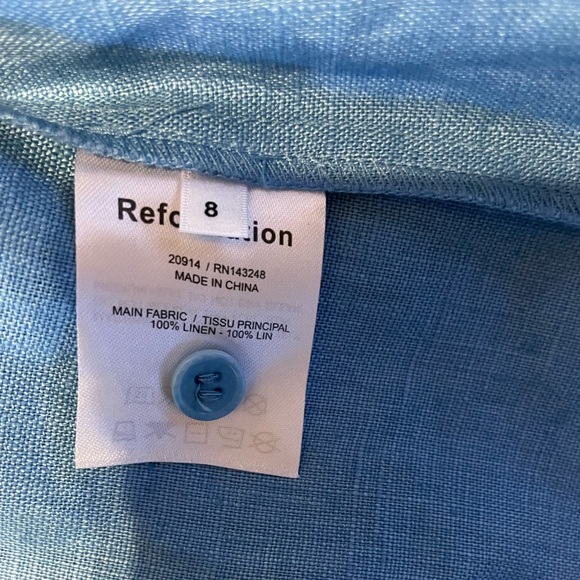 8
Refo ation
20914 / RN143248
MADE IN CHINA
MAIN FABRIC / TISSU PRINCIPAL
100% LINEN - 100% LIN